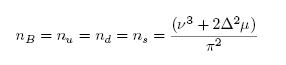 n_B = n_u = n_d = n_s = \frac{(\nu^3 + 2\Delta^2\mu)}{\pi^2}